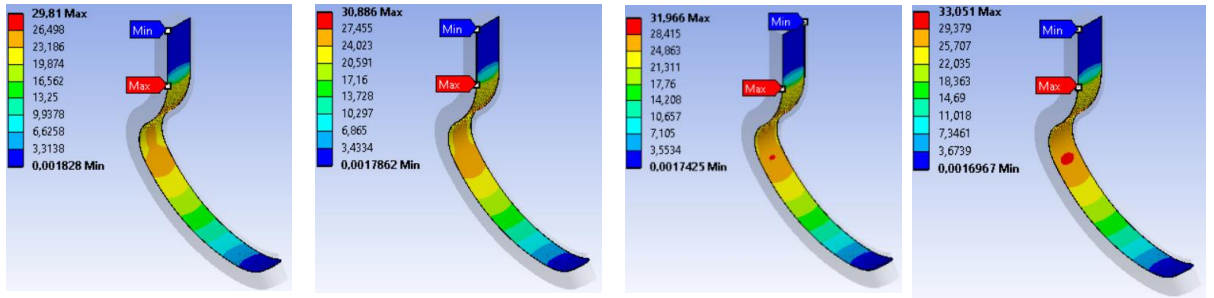 29,81 Max
26,498
23,186
19,874
16,562
13,25
9,9378
6,6258
3,3138
0,001828 Min
Min
Max
30,886 Max
27,455
24,023
20,591
17,16
13,728
10,297
6,865
3,4334
0,0017862 Min
Min
Max
31,966 Max
28,415
24,863
21,311
17,76
14,208
10,657
7,105
3,5534
0,0017425 Min
Min
Max
33,051 Max
29,379
25,707
22,035
18,363
14,69
11,018
7,3461
3,6739
0,0016967 Min
Min
Max